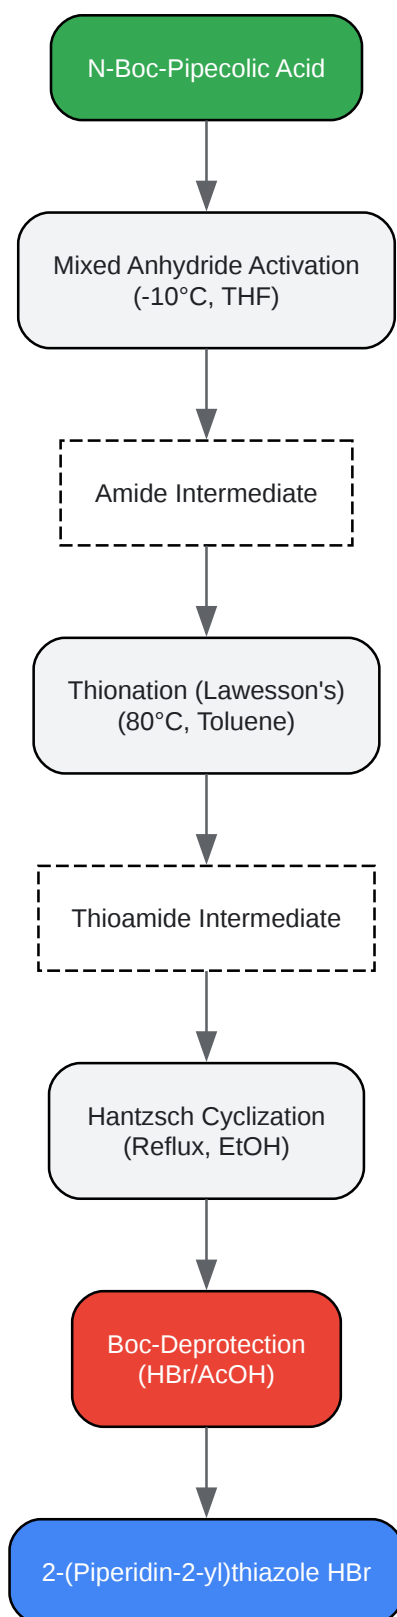 N-Boc-Pipecolic Acid
Mixed Anhydride Activation
(-10°C, THF)
Amide Intermediate
Thionation (Lawesson's)
(80°C, Toluene)
Thioamide Intermediate
Hantzsch Cyclization
(Reflux, EtOH)
Boc-Deprotection
(HBr/AcOH)
2-(Piperidin-2-yl)thiazole HBr